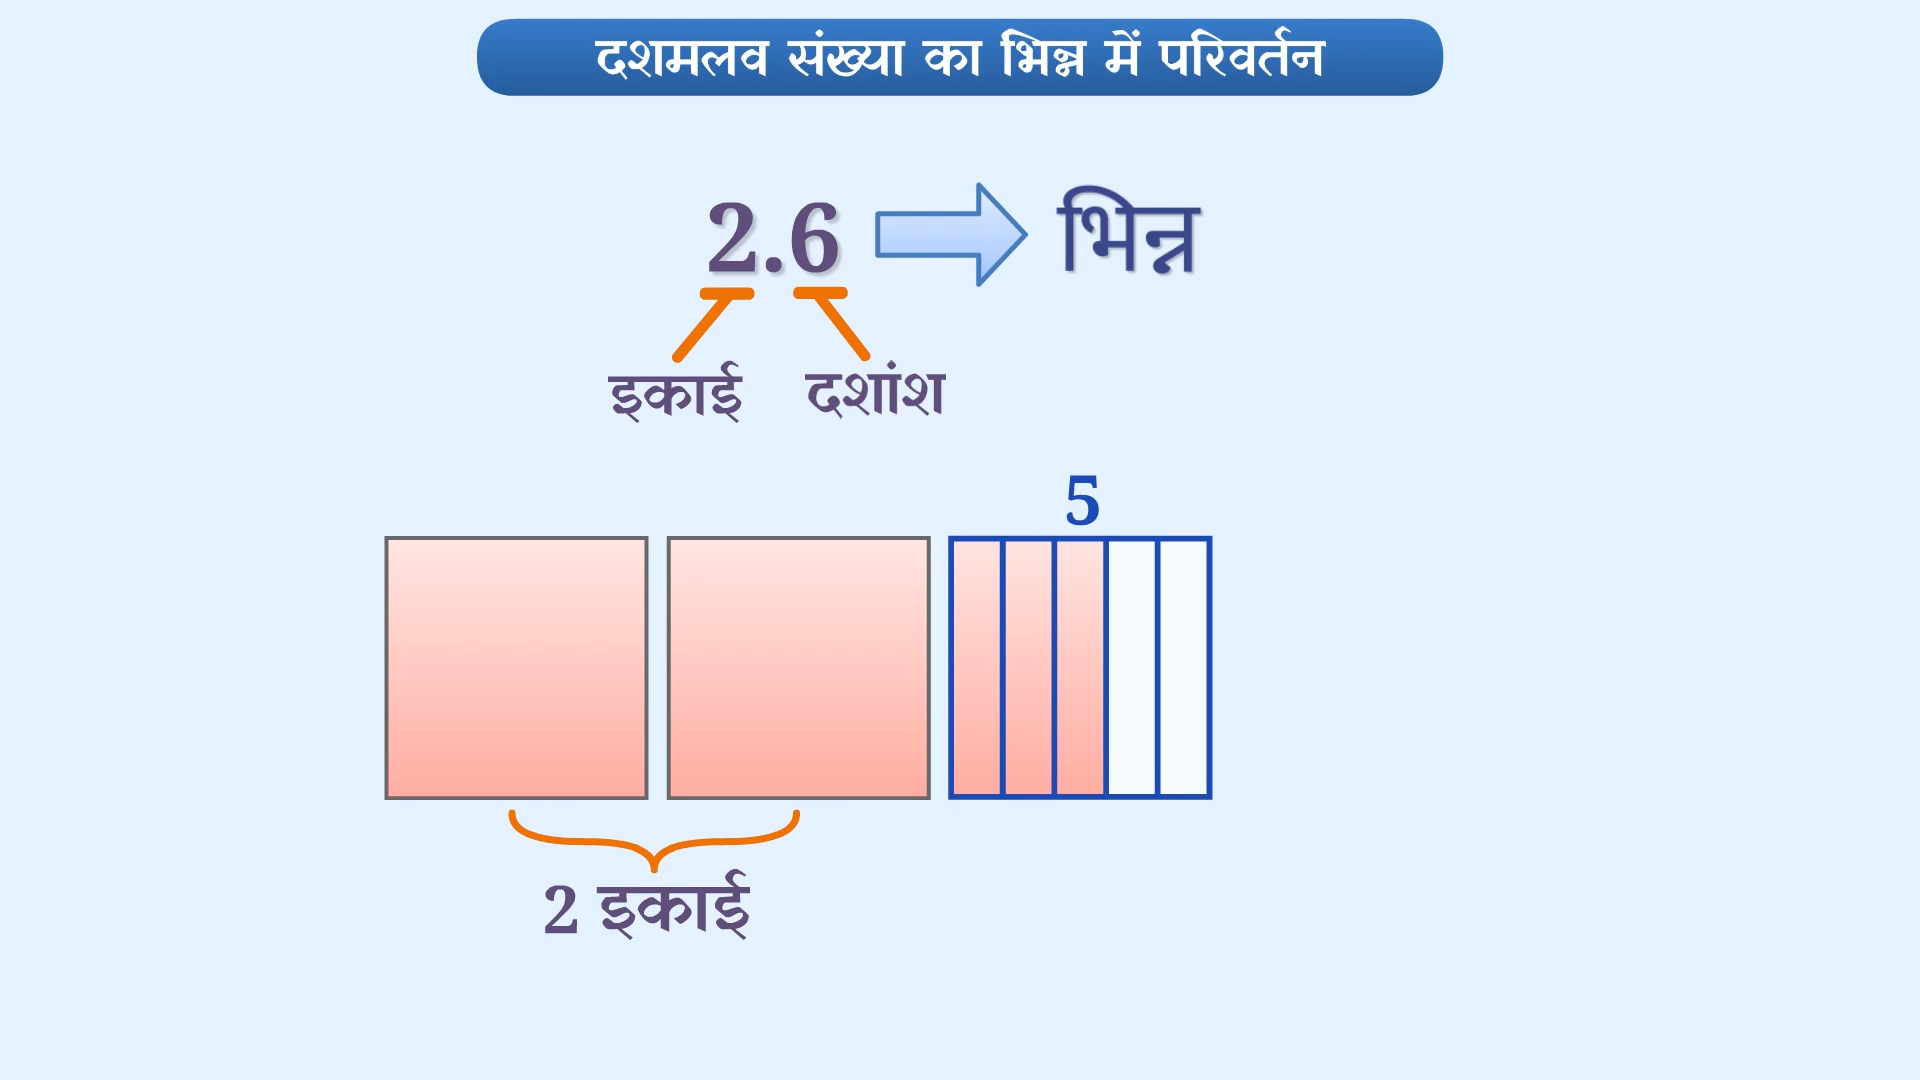 दशमलव संख्या का भिन्न में परिवर्तन
2.6 भिन्न
इकाई दशांश
5
2 इकाई